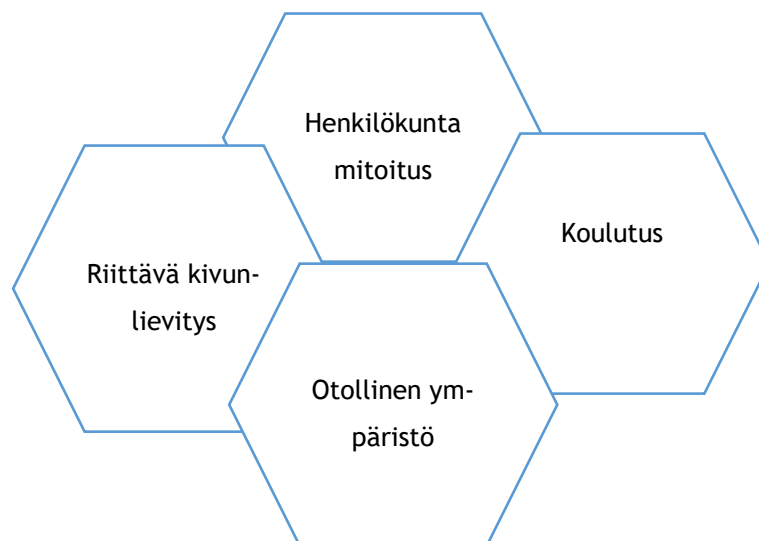 Henkilökunta
mitoitus
Koulutus
Riittävä kivun-
lievitys
Otollinen ym-
päristö